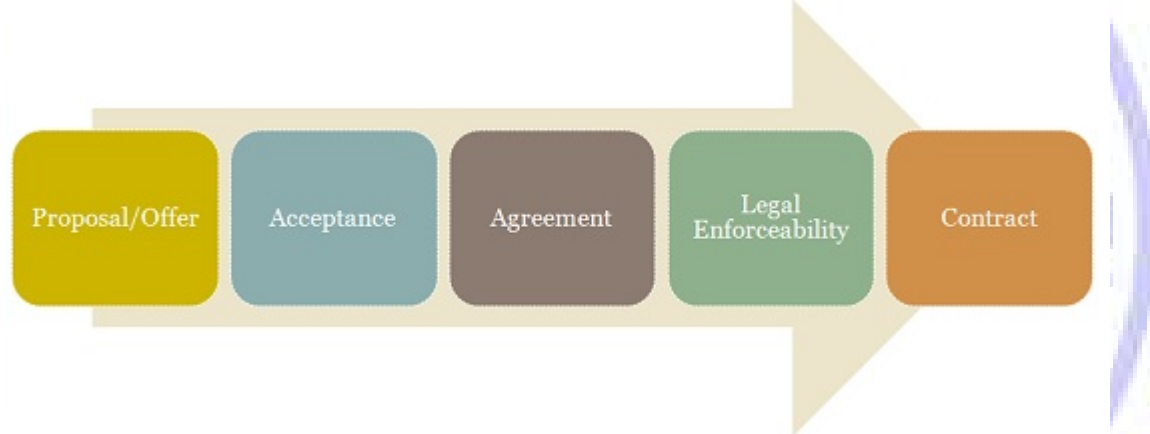 Proposal/Offer
Acceptance
Agreement
Legal
Enforceability
Contract